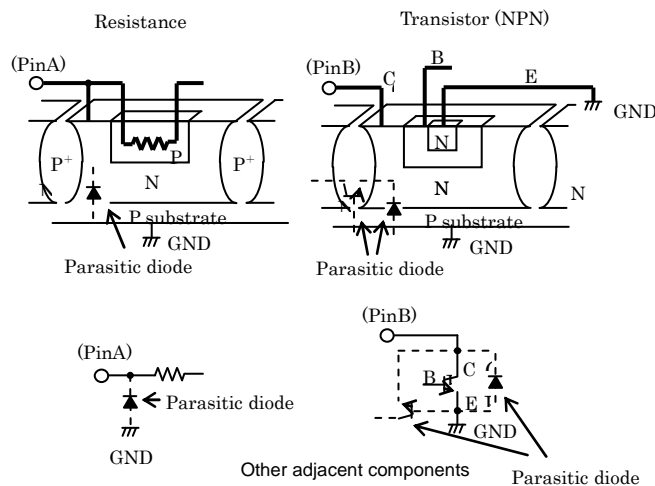 Resistance
(PinA)
P+
P
P+
N
P substrate
GND
Parasitic diode
Transistor (NPN)
(PinB)
C
B
E
GND
N
N
N
P substrate
GND
Parasitic diode
(PinA)
Parasitic diode
GND
(PinB)
B
C
E
GND
Other adjacent components
Parasitic diode